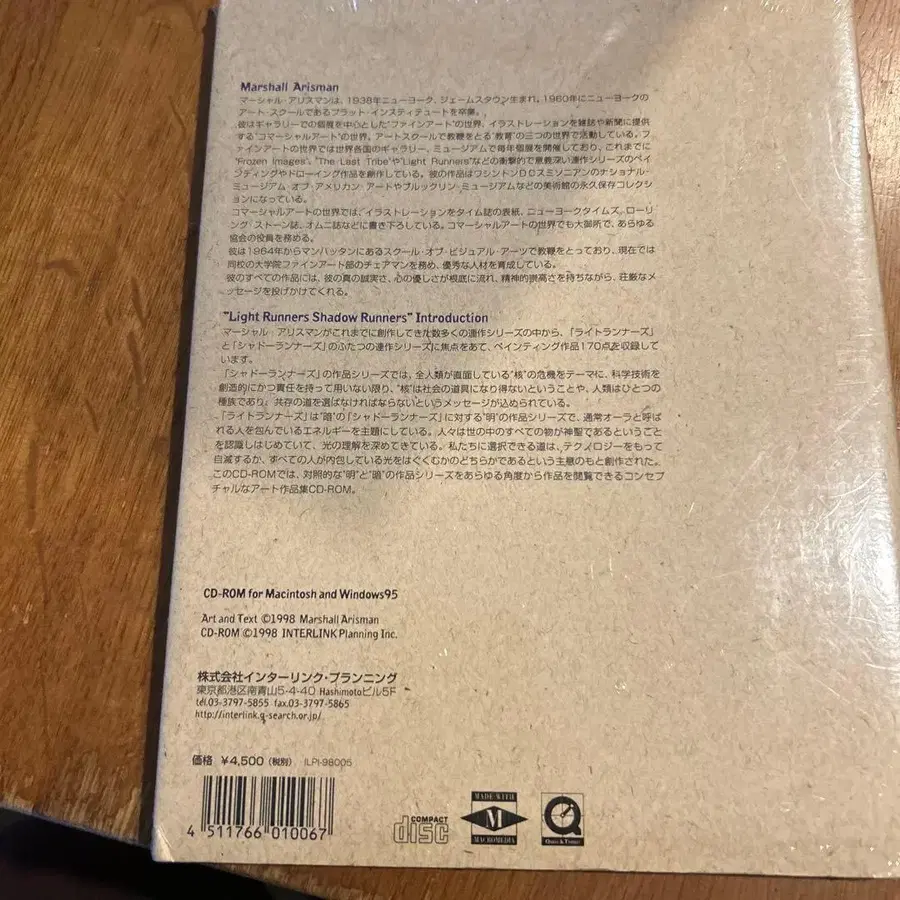 Marshall Arisman
マーシャル・アリスマンは、1938年ニューヨーク、ジェームスタウン生まれ。1960年にニューヨークの
アート・スクールであるプラット・インスティテュートを卒業。
彼はギャラリーでの個展を中心とした"ファインアート"の世界、イラストレーションを雑誌や新聞に提供
する"コマーシャルアート"の世界、アートスクールで教鞭をとる"教育"の三つの世界で活動している。フ
ァインアートの世界では世界各国のギャラリー、ミュージアムで毎年個展を開催しており、これまでに
"Frozen Images"、"The Last Tribe"や"Light Runners"などの衝撃的で意義深い連作シリーズのペイ
ンティングやドローイング作品を創作している。彼の作品はワシントンDCスミソニアンのナショナル・
ミュージアム・オブ・アメリカン・アートやブルックリン・ミュージアムなどの美術館の永久保存コレクシ
ョンになっている。
コマーシャルアートの世界では、イラストレーションをタイム誌の表紙、ニューヨークタイムズ、ローリ
ング・ストーン誌、オムニ誌などに書き下ろしている。コマーシャルアートの世界でも大御所で、あらゆる
協会の役員を務める。
彼は1964年からマンハッタンにあるスクール・オブ・ビジュアル・アーツで教鞭をとっており、現在では
同校の大学院ファインアート部のチェアマンを務め、優秀な人材を育成している。
彼のすべての作品には、彼の真の誠実さ、心の優しさが根底に流れ、精神的崇高さを持ちながら、荘厳なメ
ッセージを投げかけてくれる。
"Light Runners Shadow Runners" Introduction
マーシャル・アリスマンがこれまでに創作してきた数多くの連作シリーズの中から、「ライトランナーズ」
と「シャドーランナーズ」のふたつの連作シリーズに焦点をあて、ペインティング作品170点を収録して
います。
「シャドーランナーズ」の作品シリーズでは、全人類が直面している"核"の危機をテーマに、科学技術を
創造的にかつ責任を持って用いない限り、"核"は社会の道具になり得ないということや、人類はひとつの
種族であり、共存の道を選ばなければならないというメッセージが込められている。
「ライトランナーズ」は"暗"の「シャドーランナーズ」に対する"明"の作品シリーズで、通常オーラと呼ば
れる人を包んでいるエネルギーを主題にしている。人々は世の中のすべての物が神聖であるということ
を認識しはじめていて、光の理解を深めてきている。私たちに選択できる道は、テクノロジーをもって
自滅するか、すべての人が内包している光をはぐくむかのどちらかであるという主意のもと創作された。
このCD-ROMでは、対照的な"明"と"暗"の作品シリーズをあらゆる角度から作品を閲覧できるコンセプ
チャルなアート作品集CD-ROM。
CD-ROM for Macintosh and Windows95
Art and Text ©1998 Marshall Arisman
CD-ROM ©1998 INTERLINK Planning Inc.
株式会社インターリンク・プランニング
東京都港区南青山5-4-40 Hashimotoビル5F
tel.03-3797-5855 fax.03-3797-5865
http://interlink.q-search.or.jp/
価格 ¥4,500 (税別) ILPI-98005
4 511766 010067
COMPACT
disc
MADE WITH
M
MACROMEDIA